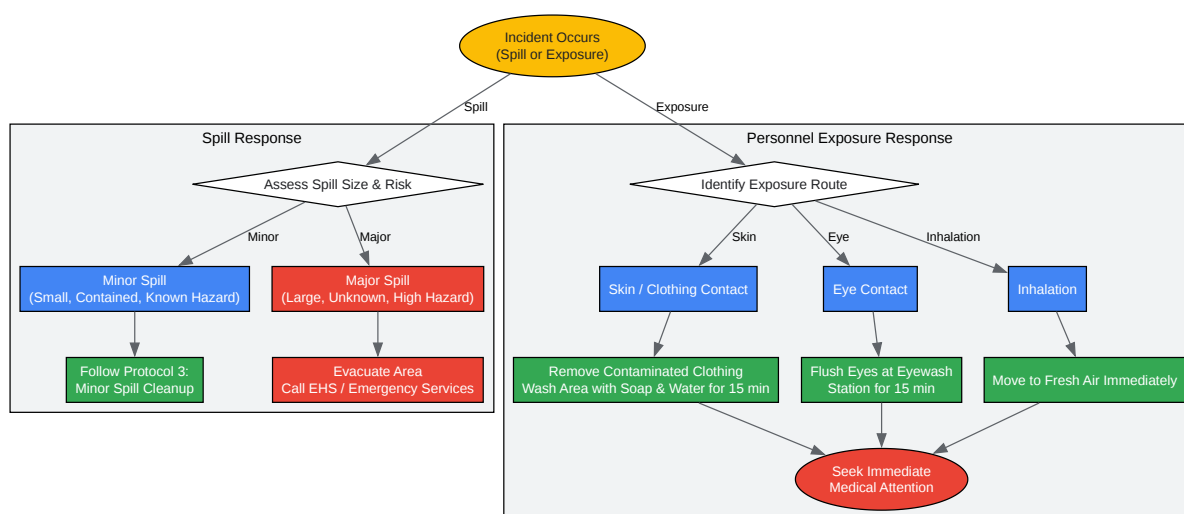 Incident Occurs
(Spill or Exposure)
Spill
Exposure
Spill Response
Personnel Exposure Response
Assess Spill Size & Risk
Identify Exposure Route
Minor
Major
Skin
Eye
Inhalation
Minor Spill
(Small, Contained, Known Hazard)
Major Spill
(Large, Unknown, High Hazard)
Skin / Clothing Contact
Eye Contact
Inhalation
Follow Protocol 3:
Minor Spill Cleanup
Evacuate Area
Call EHS / Emergency Services
Remove Contaminated Clothing
Wash Area with Soap & Water for 15 min
Flush Eyes at Eyewash
Station for 15 min
Move to Fresh Air Immediately
Seek Immediate
Medical Attention